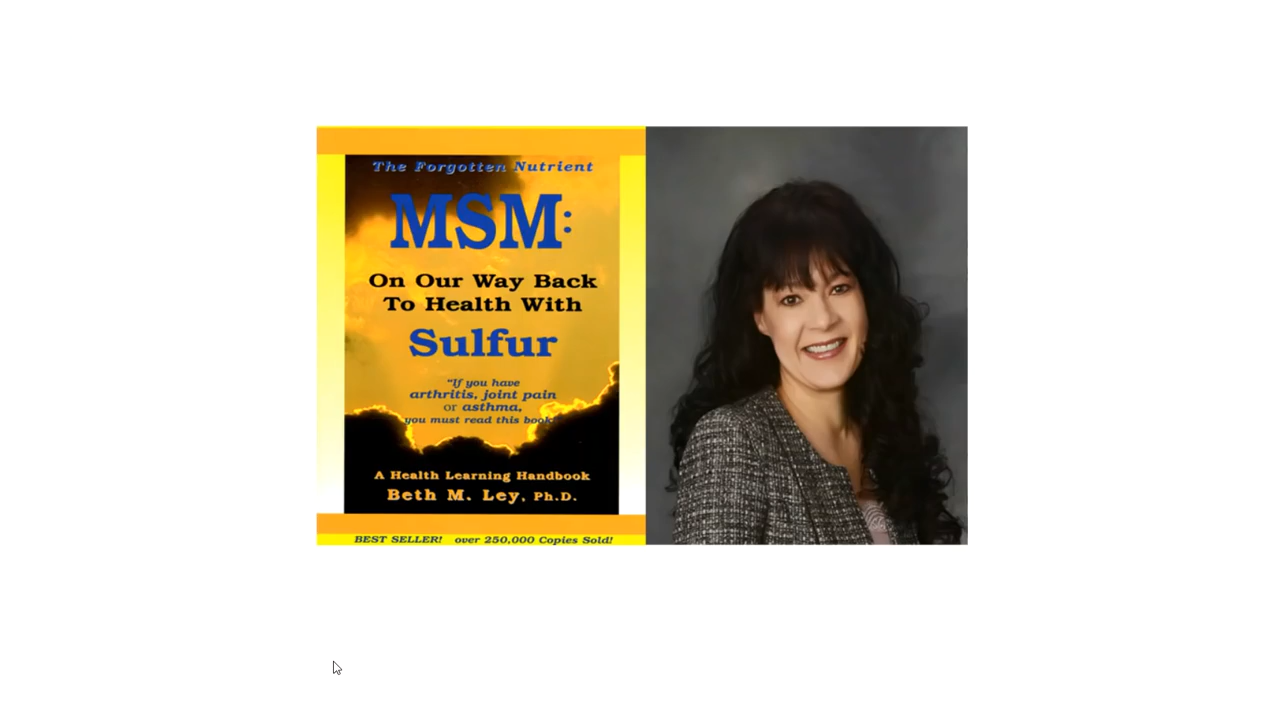 The Forgotten Nutrient
MSM:
On Our Way Back
To Health With
Sulfur
"If you have
arthritis, joint pain
or asthma,
you must read this book"
A Health Learning Handbook
Beth M. Ley, Ph.D.
BEST SELLER! over 250,000 Copies Sold!